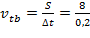 v_tb = S/Δt = 8/0,2